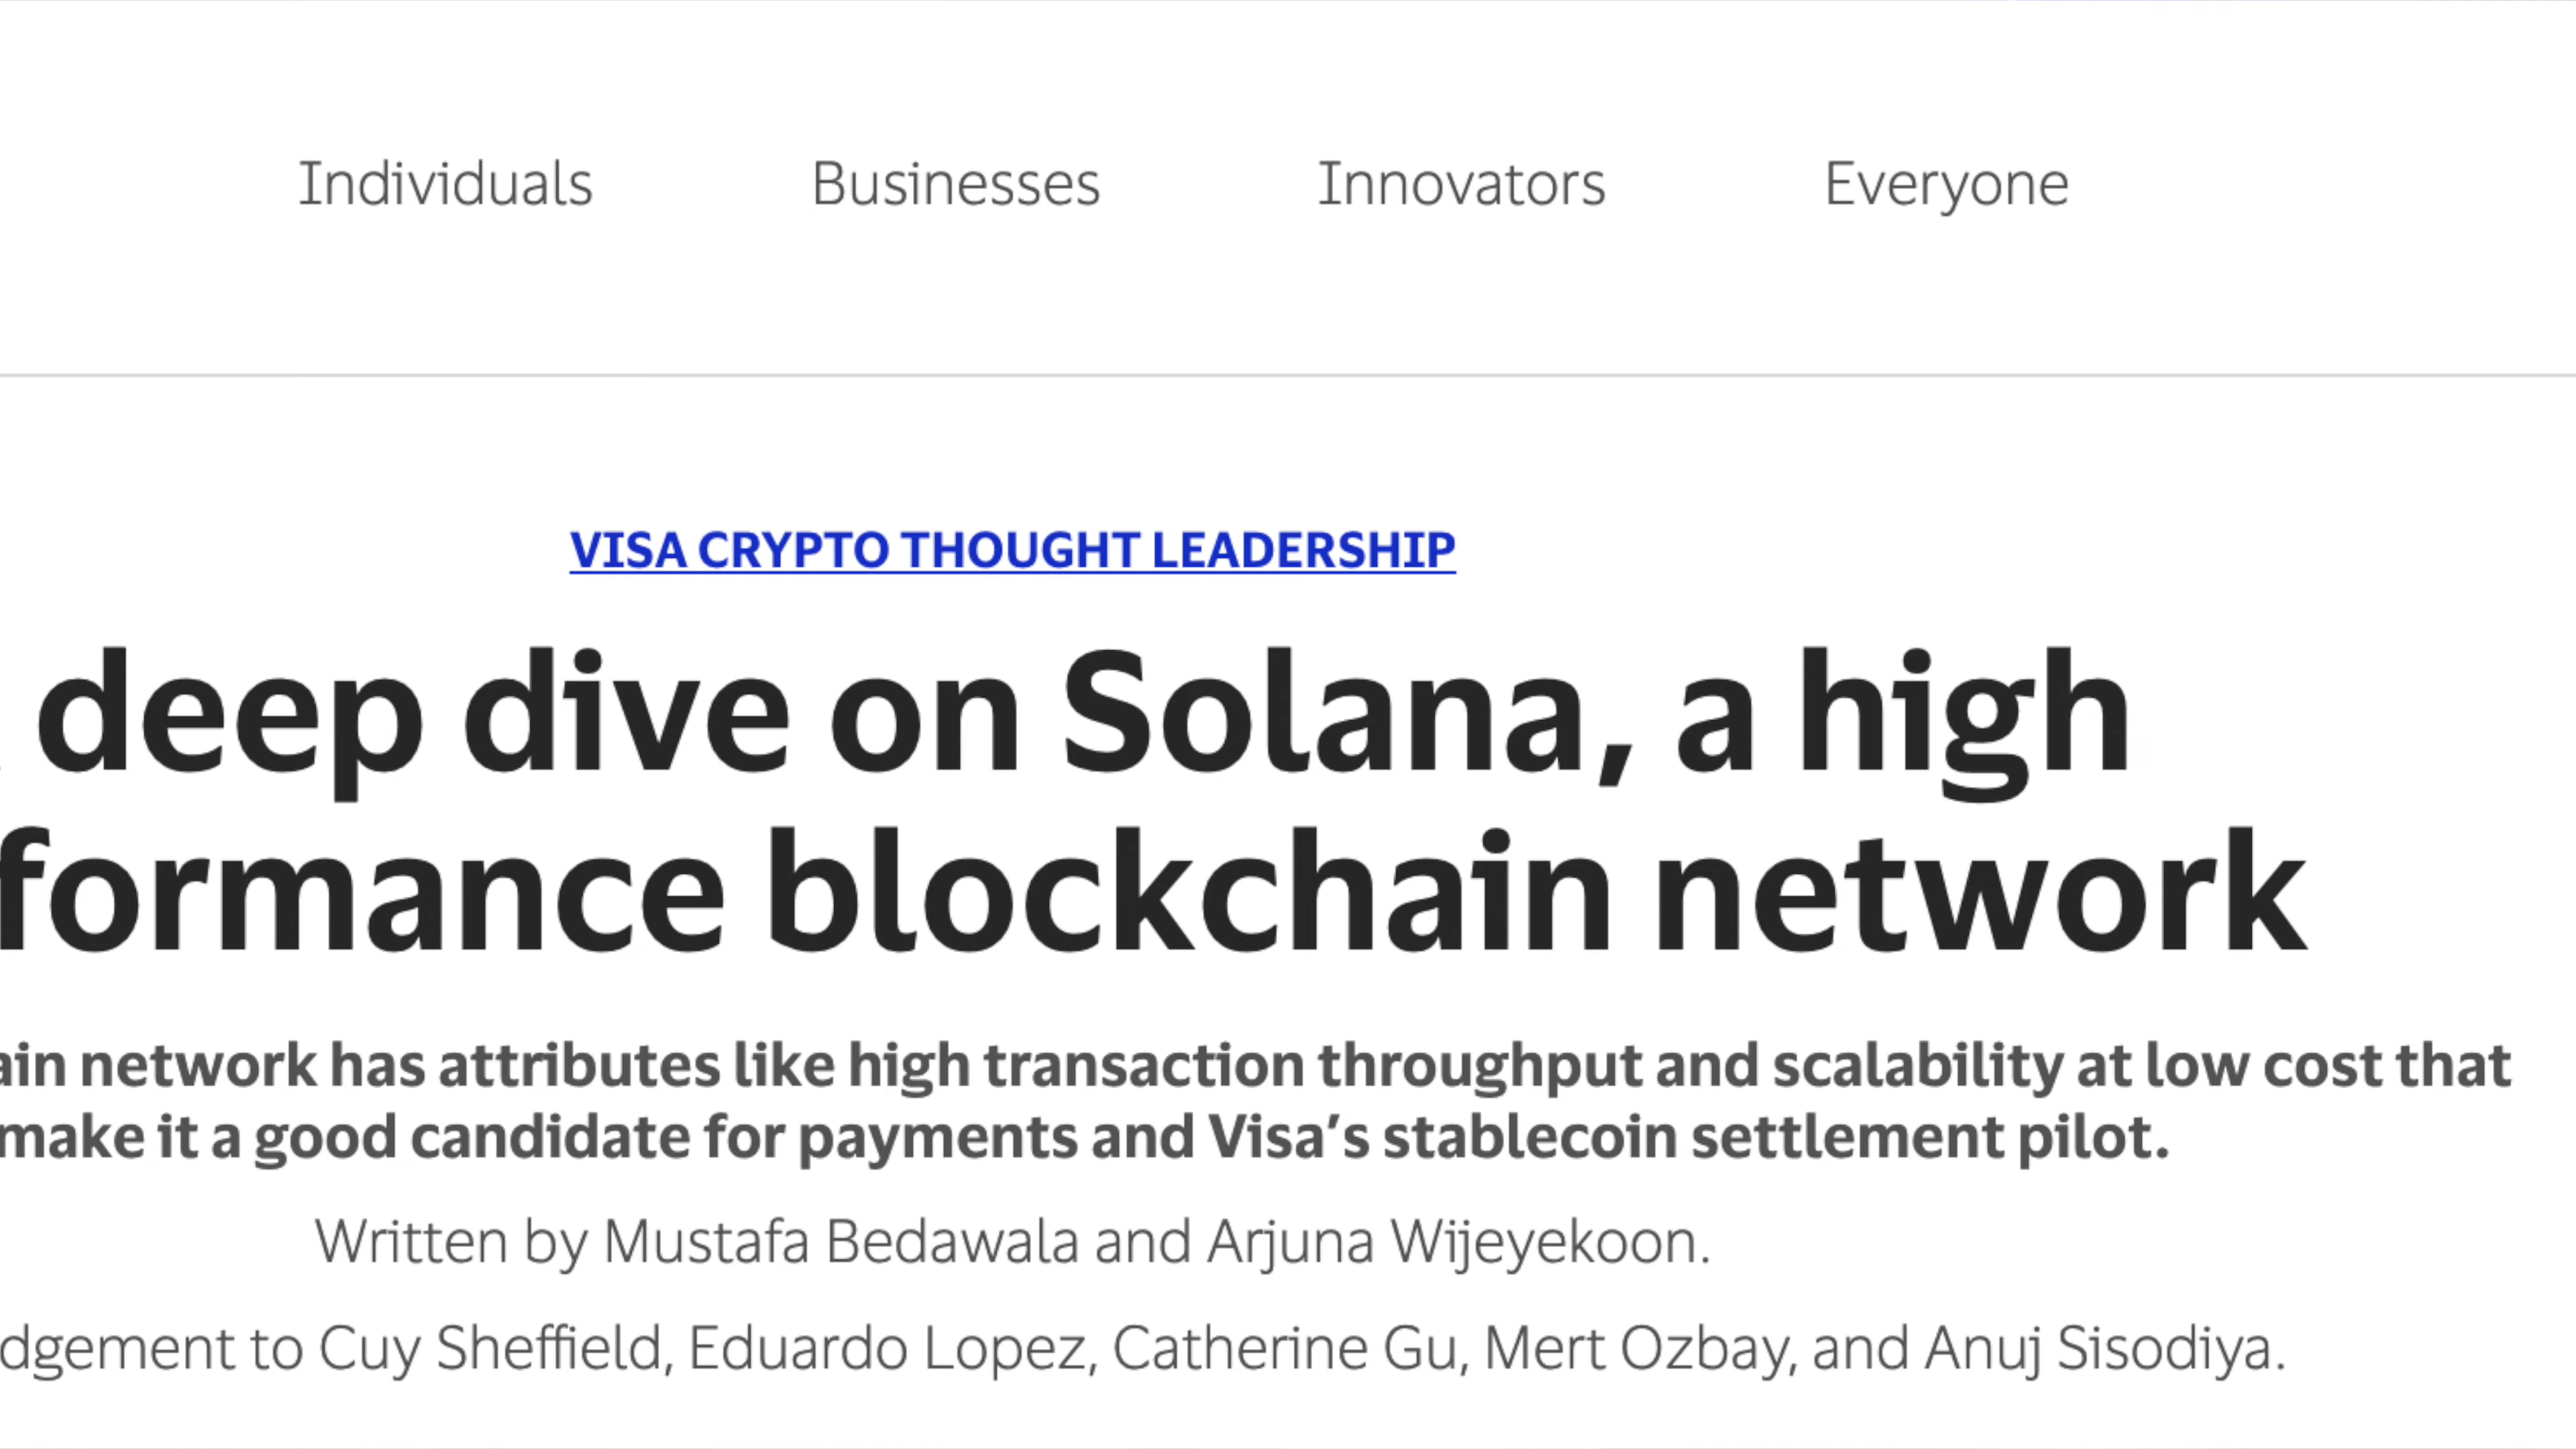 Individuals Businesses Innovators Everyone
VISA CRYPTO THOUGHT LEADERSHIP
deep dive on Solana, a high
formance blockchain network
ain network has attributes like high transaction throughput and scalability at low cost that
make it a good candidate for payments and Visa’s stablecoin settlement pilot.
Written by Mustafa Bedawala and Arjuna Wijeyekoon.
dgement to Cuy Sheffield, Eduardo Lopez, Catherine Gu, Mert Ozbay, and Anuj Sisodiya.